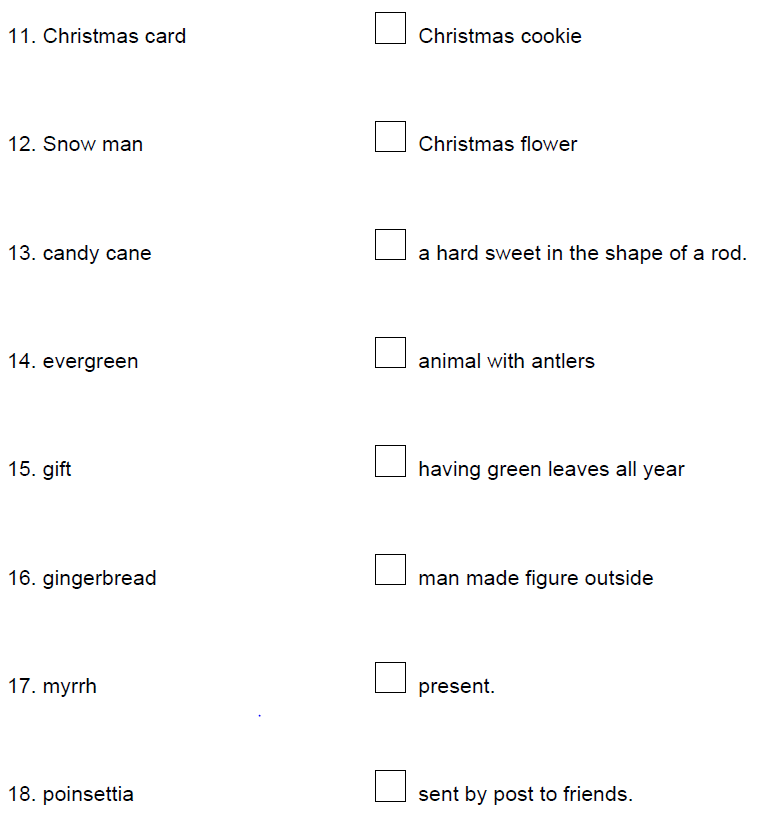 11. Christmas card Christmas cookie
12. Snow man Christmas flower
13. candy cane a hard sweet in the shape of a rod.
14. evergreen animal with antlers
15. gift having green leaves all year
16. gingerbread man made figure outside
17. myrrh present.
18. poinsettia sent by post to friends.